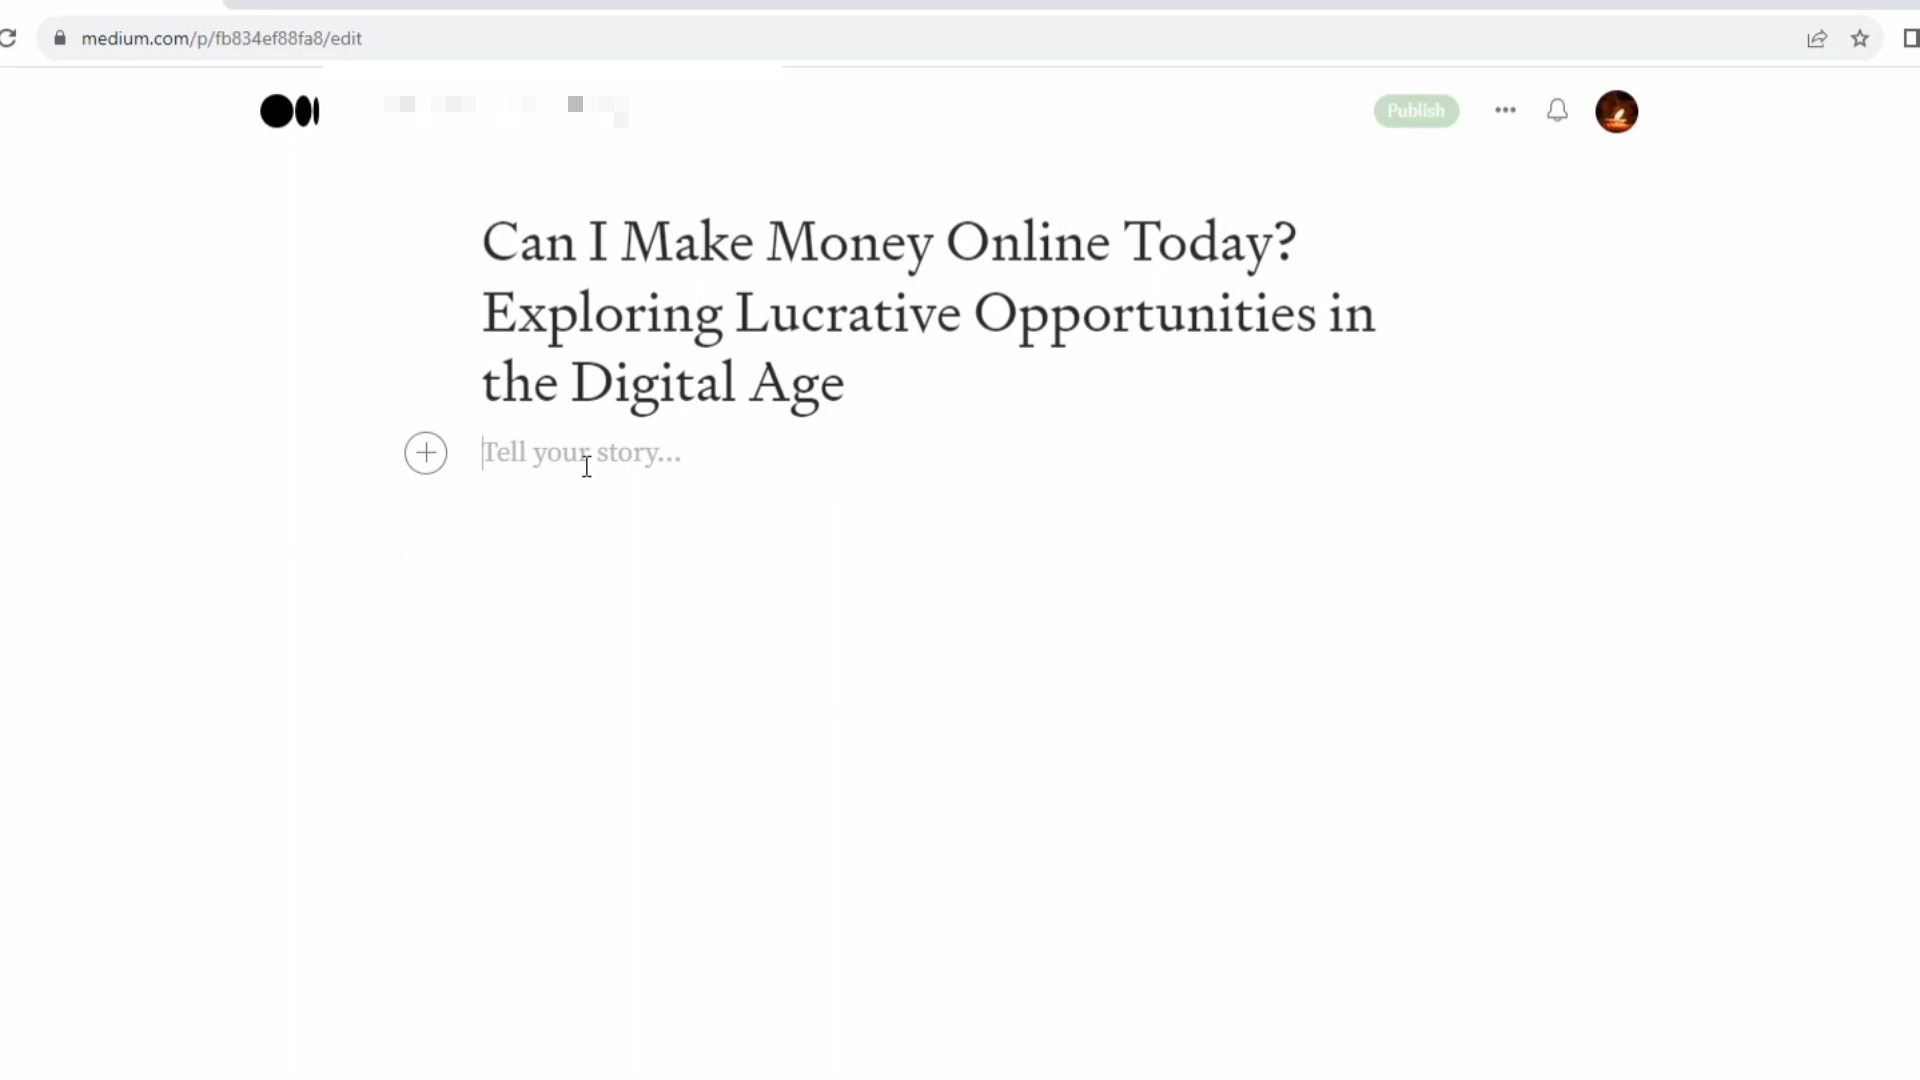 medium.com/p/fb834ef88fa8/edit
Publish
Can I Make Money Online Today?
Exploring Lucrative Opportunities in
the Digital Age
Tell your story...